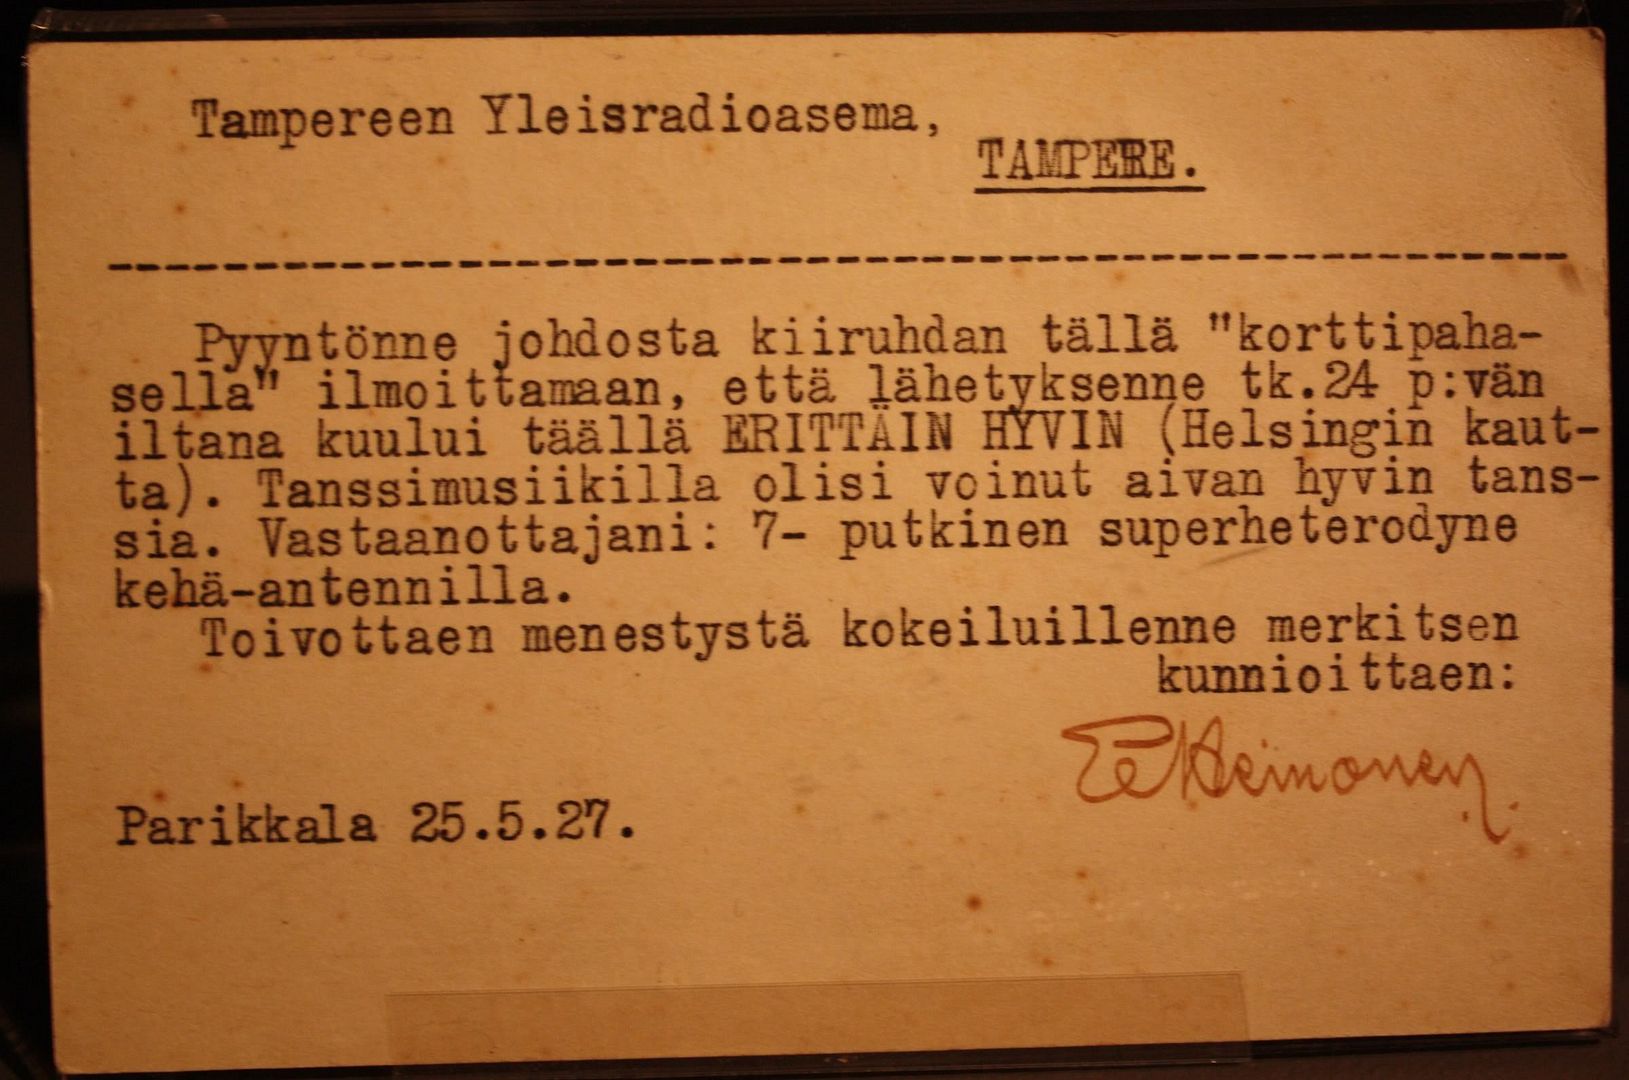 Tampereen Yleisradioasema,
TAMPERE.
--------------------------------------------------
Pyyntönne johdosta kiiruhdan tällä "korttipaha-
sella" ilmoittamaan, että lähetyksenne tk.24 p:vän
iltana kuului täällä ERITTÄIN HYVIN (Helsingin kaut-
ta). Tanssimusiikilla olisi voinut aivan hyvin tans-
sia. Vastaanottajani: 7- putkinen superheterodyne
kehä-antennilla.
Toivottaen menestystä kokeiluillenne merkitsen
kunnioittaen:
EHeinonen.
Parikkala 25.5.27.